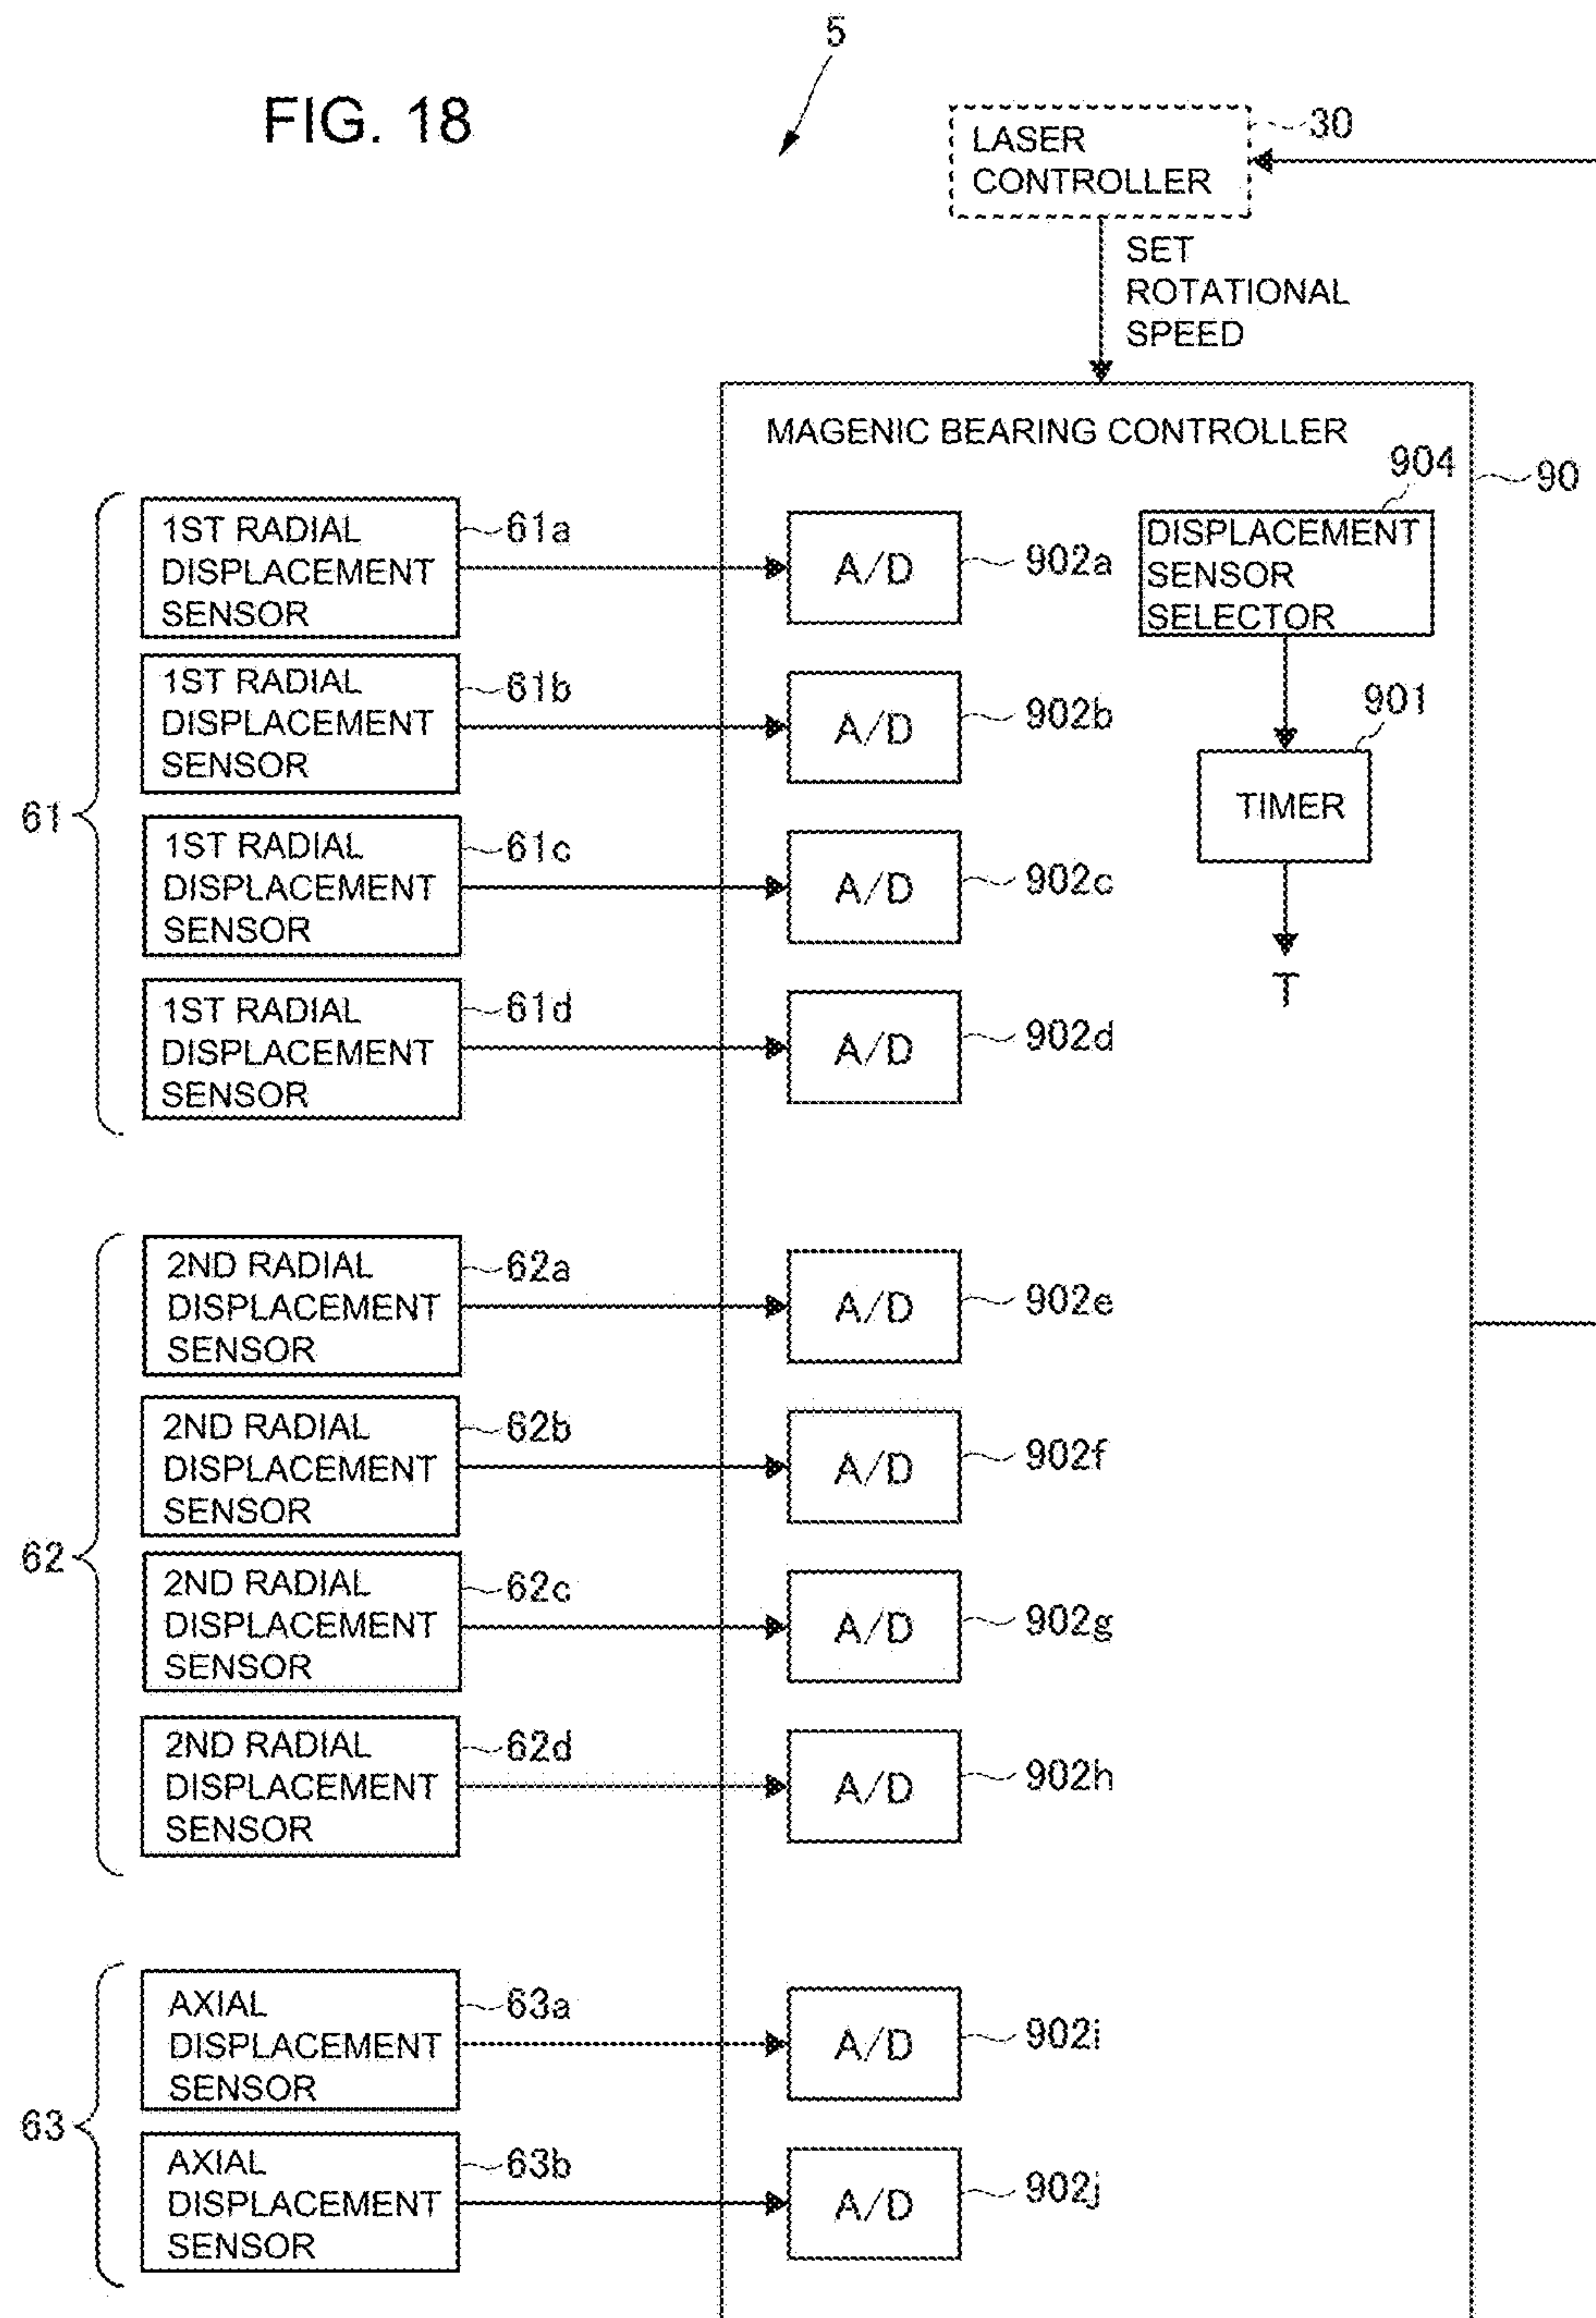 5
FIG. 18
30
LASER
CONTROLLER
SET
ROTATIONAL
SPEED
MAGENIC BEARING CONTROLLER
904
90
1ST RADIAL
DISPLACEMENT
SENSOR
61a
A/D
902a
DISPLACEMENT
SENSOR
SELECTOR
1ST RADIAL
DISPLACEMENT
SENSOR
61b
A/D
902b
901
TIMER
61
1ST RADIAL
DISPLACEMENT
SENSOR
61c
A/D
902c
T
1ST RADIAL
DISPLACEMENT
SENSOR
61d
A/D
902d
2ND RADIAL
DISPLACEMENT
SENSOR
62a
A/D
902e
2ND RADIAL
DISPLACEMENT
SENSOR
62b
A/D
902f
62
2ND RADIAL
DISPLACEMENT
SENSOR
62c
A/D
902g
2ND RADIAL
DISPLACEMENT
SENSOR
62d
A/D
902h
AXIAL
DISPLACEMENT
SENSOR
63a
A/D
902i
63
AXIAL
DISPLACEMENT
SENSOR
63b
A/D
902j